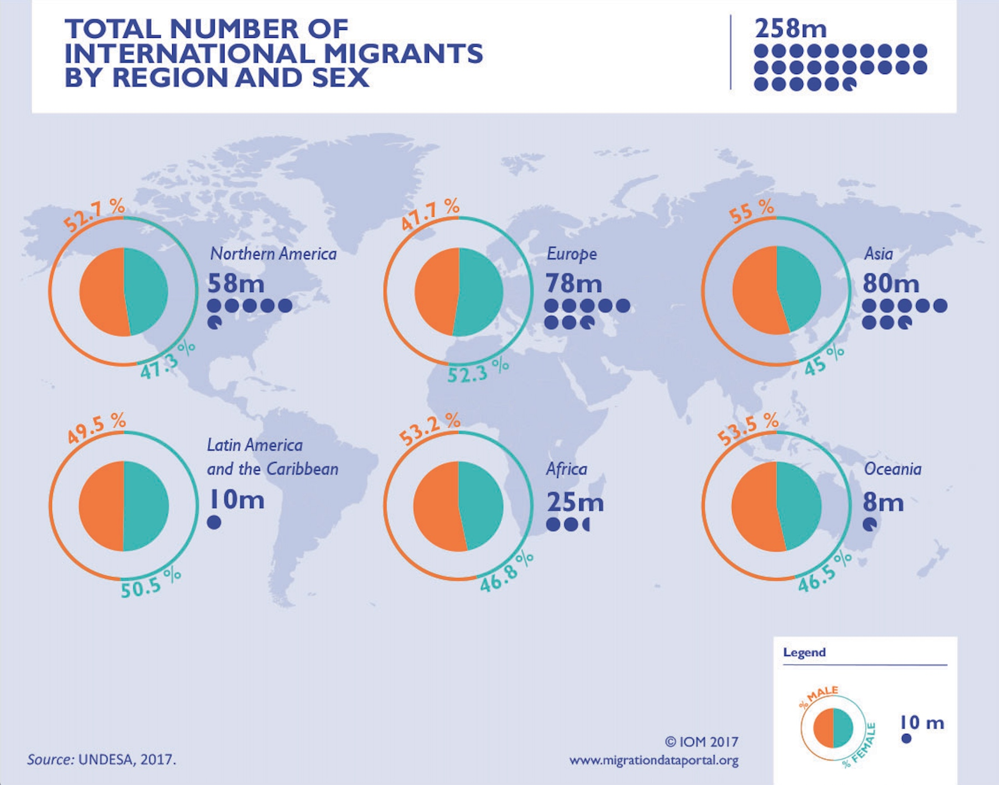 TOTAL NUMBER OF
INTERNATIONAL MIGRANTS
BY REGION AND SEX
258m
52.7 %
Northern America
58m
47.3 %
47.7 %
Europe
78m
52.3 %
55 %
Asia
80m
45 %
49.5 %
Latin America
and the Caribbean
10m
50.5 %
53.2 %
Africa
25m
46.8 %
53.5 %
Oceania
8m
46.5 %
Legend
% MALE
% FEMALE
10 m
© IOM 2017
www.migrationdataportal.org
Source: UNDESA, 2017.